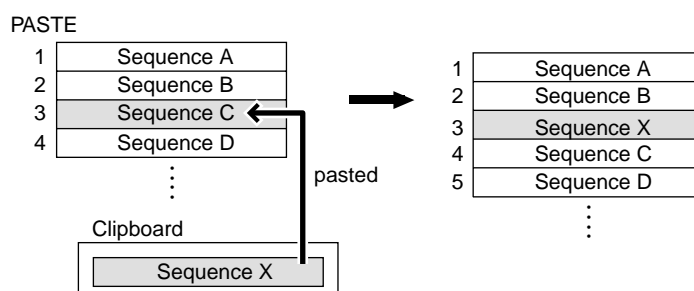 PASTE
1 Sequence A
2 Sequence B
3 Sequence C
4 Sequence D
pasted
Clipboard
Sequence X
1 Sequence A
2 Sequence B
3 Sequence X
4 Sequence C
5 Sequence D